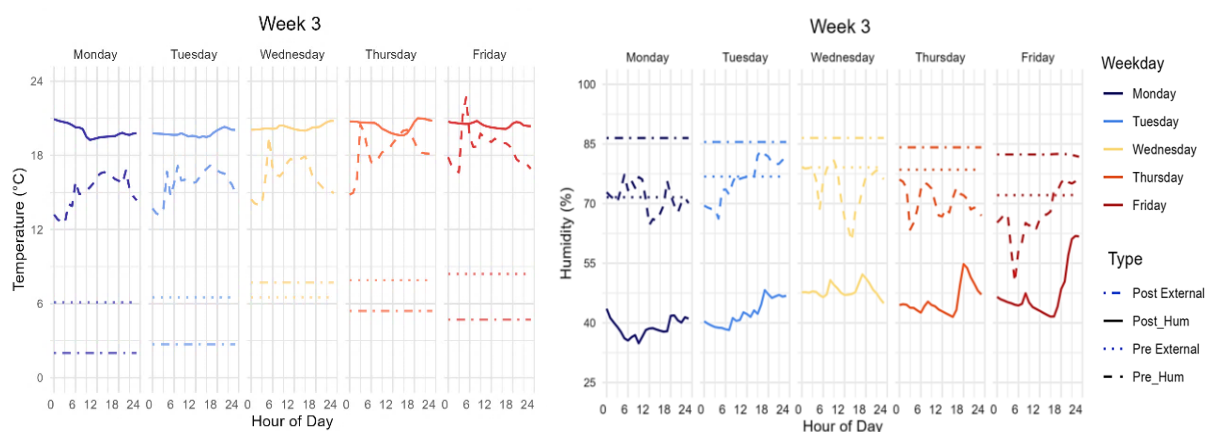 Week 3
Monday Tuesday Wednesday Thursday Friday
Temperature (°C)
24
18
12
6
0
0 6 12 18 24 0 6 12 18 24 0 6 12 18 24 0 6 12 18 24 0 6 12 18 24
Hour of Day
Week 3
Monday Tuesday Wednesday Thursday Friday
Humidity (%)
100
85
70
55
40
25
0 6 12 18 24 0 6 12 18 24 0 6 12 18 24 0 6 12 18 24 0 6 12 18 24
Hour of Day
Weekday
Monday
Tuesday
Wednesday
Thursday
Friday
Type
Post External
Post_Hum
Pre External
Pre_Hum